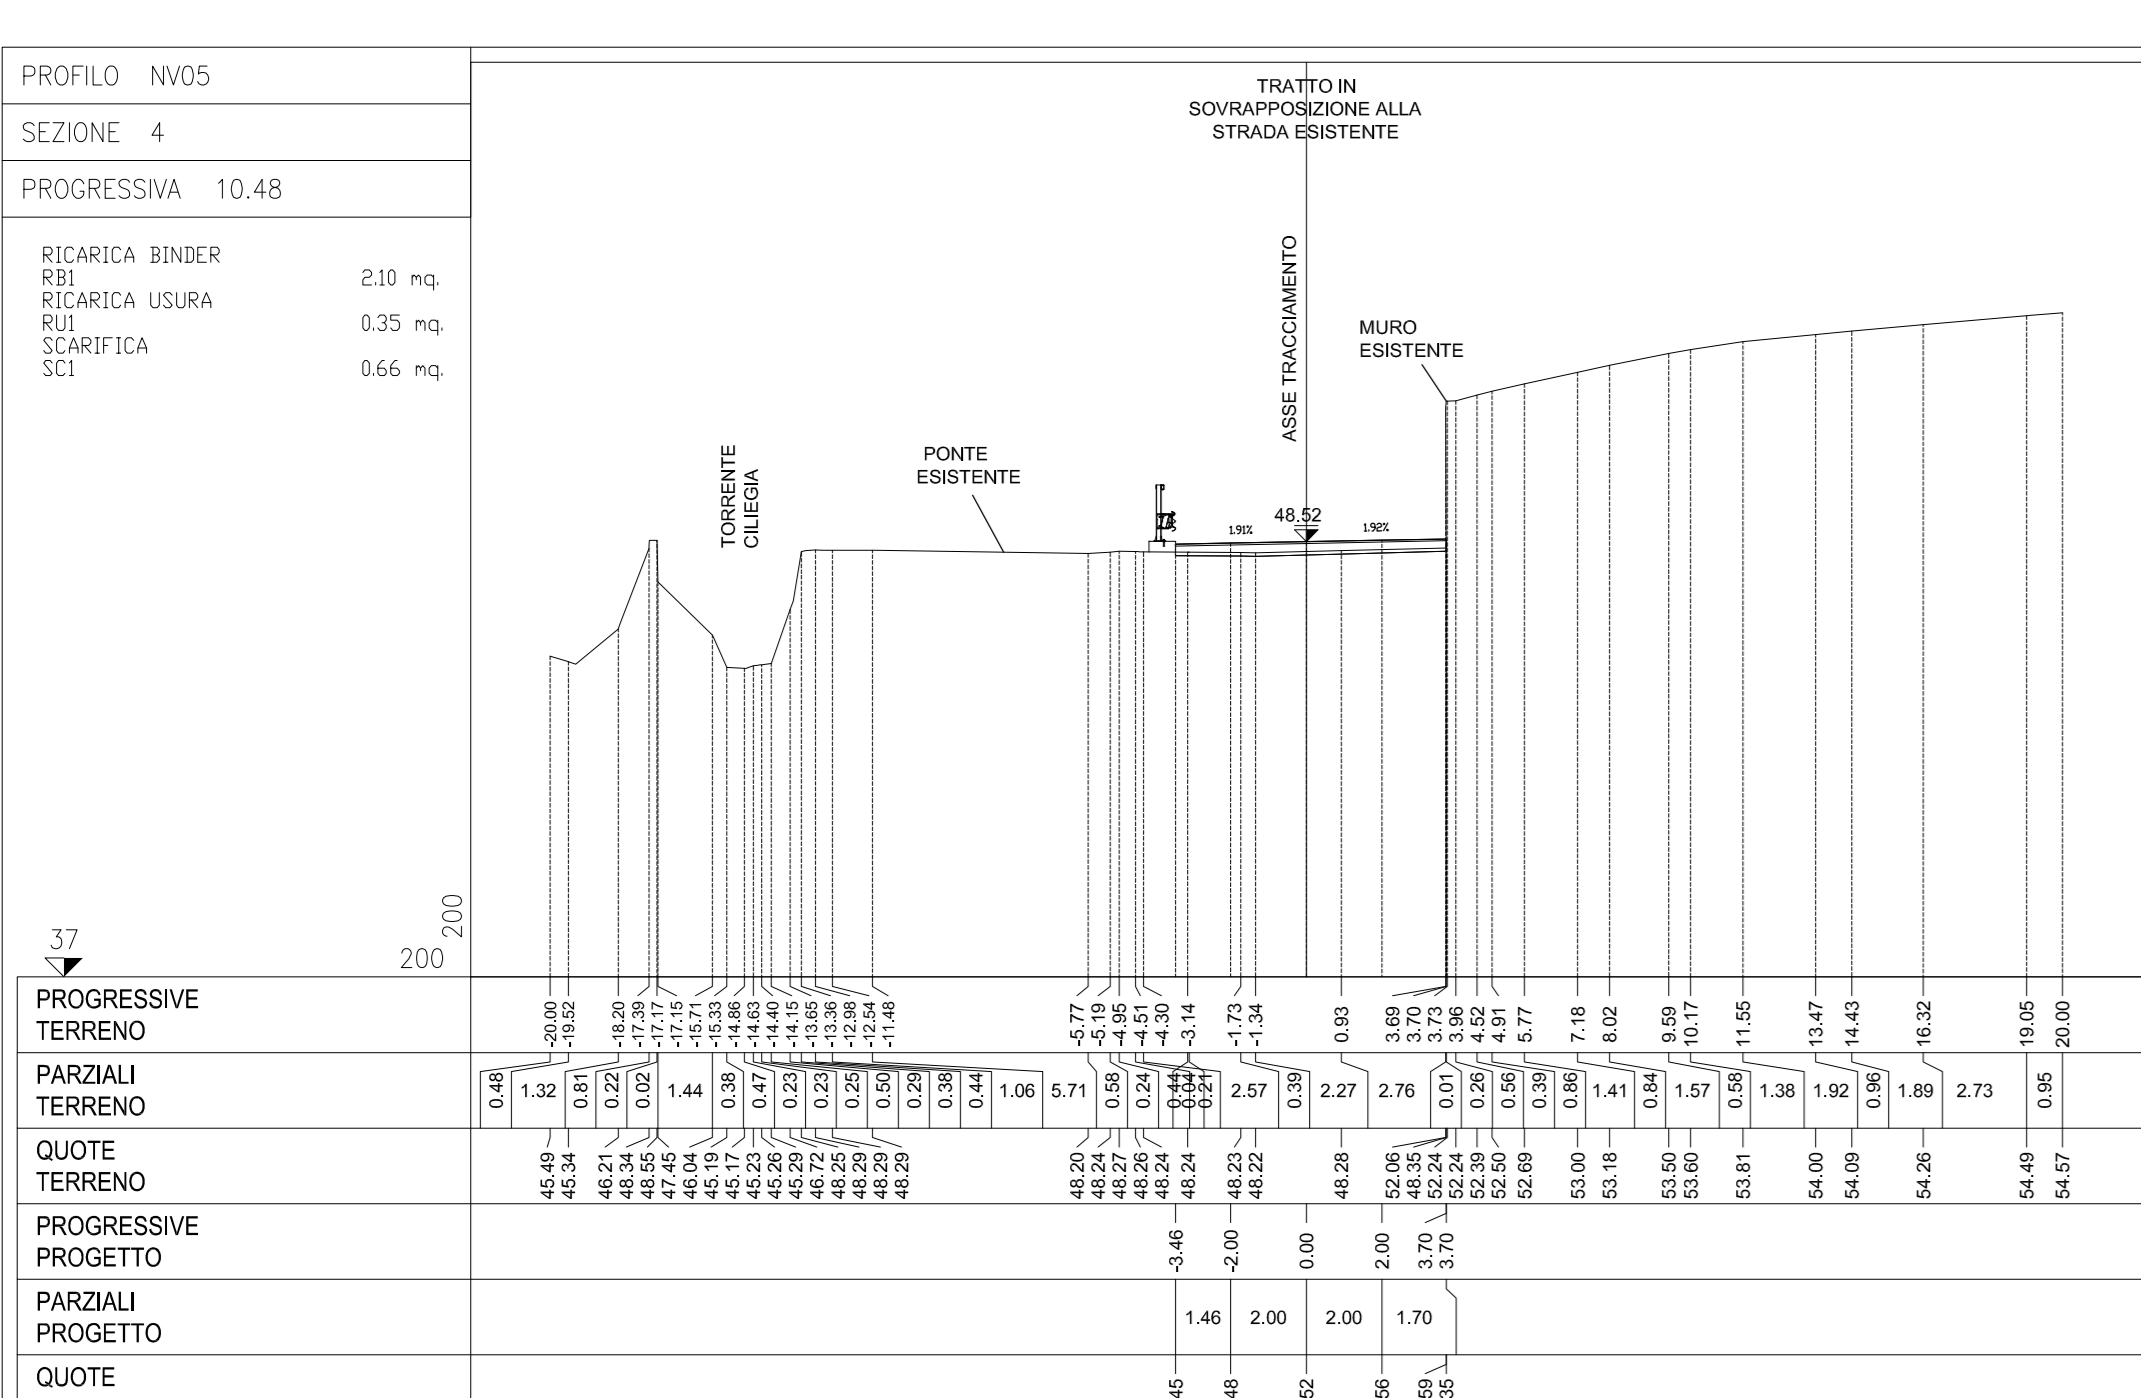 PROFILO NV05
SEZIONE 4
PROGRESSIVA 10.48
RICARICA BINDER
RB1 2.10 mq.
RICARICA USURA
RU1 0.35 mq.
SCARIFICA
SC1 0.66 mq.
TRATTO IN
SOVRAPPOSIZIONE ALLA
STRADA ESISTENTE
ASSE TRACCIAMENTO
MURO
ESISTENTE
TORRENTE
CILIEGIA
PONTE
ESISTENTE
1.91%
48.52
1.92%
37
200
200
PROGRESSIVE
TERRENO
-20.00 -19.52 -18.20 -17.39 -17.17 -17.15 -15.71 -15.33 -14.86 -14.63 -14.40 -14.15 -13.65 -13.36 -12.98 -12.54 -11.48 -5.77 -5.19 -4.95 -4.51 -4.30 -3.14 -1.73 -1.34 0.93 3.69 3.70 3.73 3.96 4.52 4.91 5.77 7.18 8.02 9.59 10.17 11.55 13.47 14.43 16.32 19.05 20.00
PARZIALI
TERRENO
0.48 1.32 0.81 0.22 0.02 1.44 0.38 0.47 0.23 0.23 0.25 0.50 0.29 0.38 0.44 1.06 5.71 0.58 0.24 0.44 0.04 0.21 2.57 0.39 2.27 2.76 0.01 0.26 0.56 0.39 0.86 1.41 0.84 1.57 0.58 1.38 1.92 0.96 1.89 2.73 0.95
QUOTE
TERRENO
45.49 45.34 46.21 48.34 48.55 47.45 46.04 45.19 45.17 45.23 45.26 45.29 46.72 48.25 48.29 48.29 48.29 48.20 48.24 48.27 48.26 48.24 48.24 48.23 48.22 48.28 52.06 48.35 52.24 52.24 52.39 52.50 52.69 53.00 53.18 53.50 53.60 53.81 54.00 54.09 54.26 54.49 54.57
PROGRESSIVE
PROGETTO
-3.46 -2.00 0.00 2.00 3.70 3.70
PARZIALI
PROGETTO
1.46 2.00 2.00 1.70
QUOTE
45 48 52 56 59 35